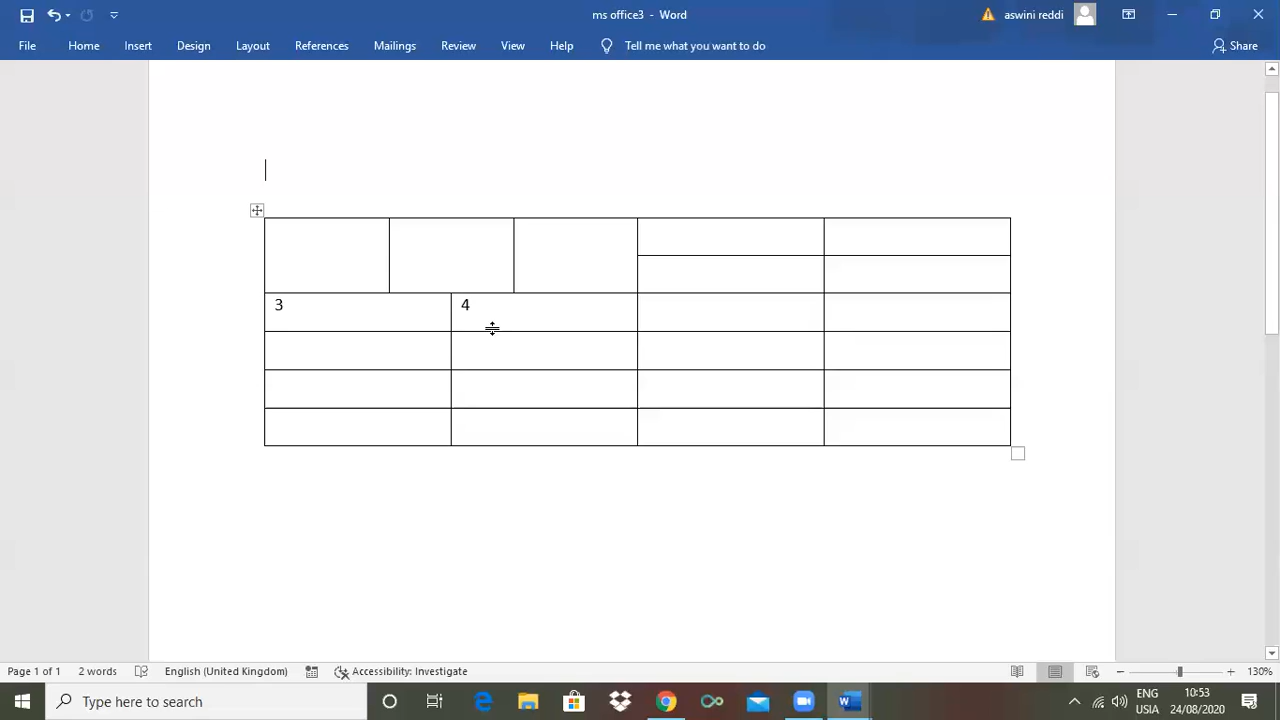 ms office3 - Word
aswini reddi
File Home Insert Design Layout References Mailings Review View Help Tell me what you want to do Share
3 4
Page 1 of 1 2 words English (United Kingdom) Accessibility: Investigate 130%
Type here to search
ENG 10:53
USIA 24/08/2020